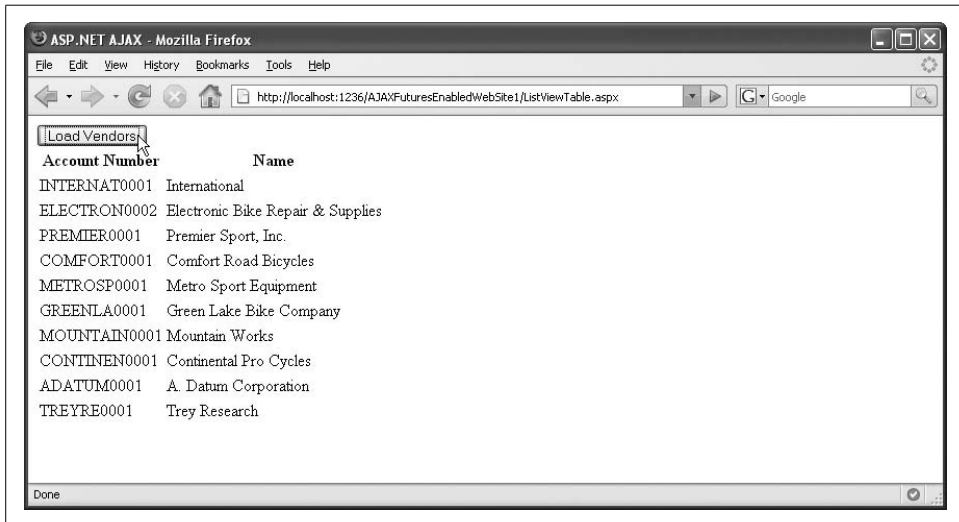 ASP.NET AJAX - Mozilla Firefox
File Edit View History Bookmarks Tools Help
http://localhost:1236/AJAXFuturesEnabledWebSite1/ListViewTable.aspx G Google
Load Vendors
Account Number Name
INTERNAT0001 International
ELECTRON0002 Electronic Bike Repair & Supplies
PREMIER0001 Premier Sport, Inc.
COMFORT0001 Comfort Road Bicycles
METROSP0001 Metro Sport Equipment
GREENLA0001 Green Lake Bike Company
MOUNTAIN0001 Mountain Works
CONTINEN0001 Continental Pro Cycles
ADATUM0001 A. Datum Corporation
TREYRE0001 Trey Research
Done